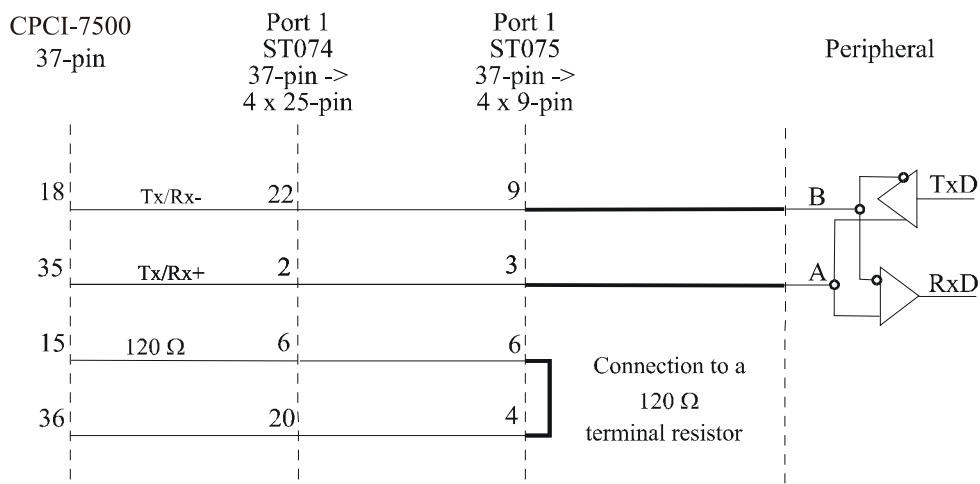 CPCI-7500
37-pin
Port 1
ST074
37-pin ->
4 x 25-pin
Port 1
ST075
37-pin ->
4 x 9-pin
Peripheral
18 Tx/Rx- 22 9 B TxD
35 Tx/Rx+ 2 3 A RxD
15 120 Ω 6 6
36 20 4
Connection to a
120 Ω
terminal resistor